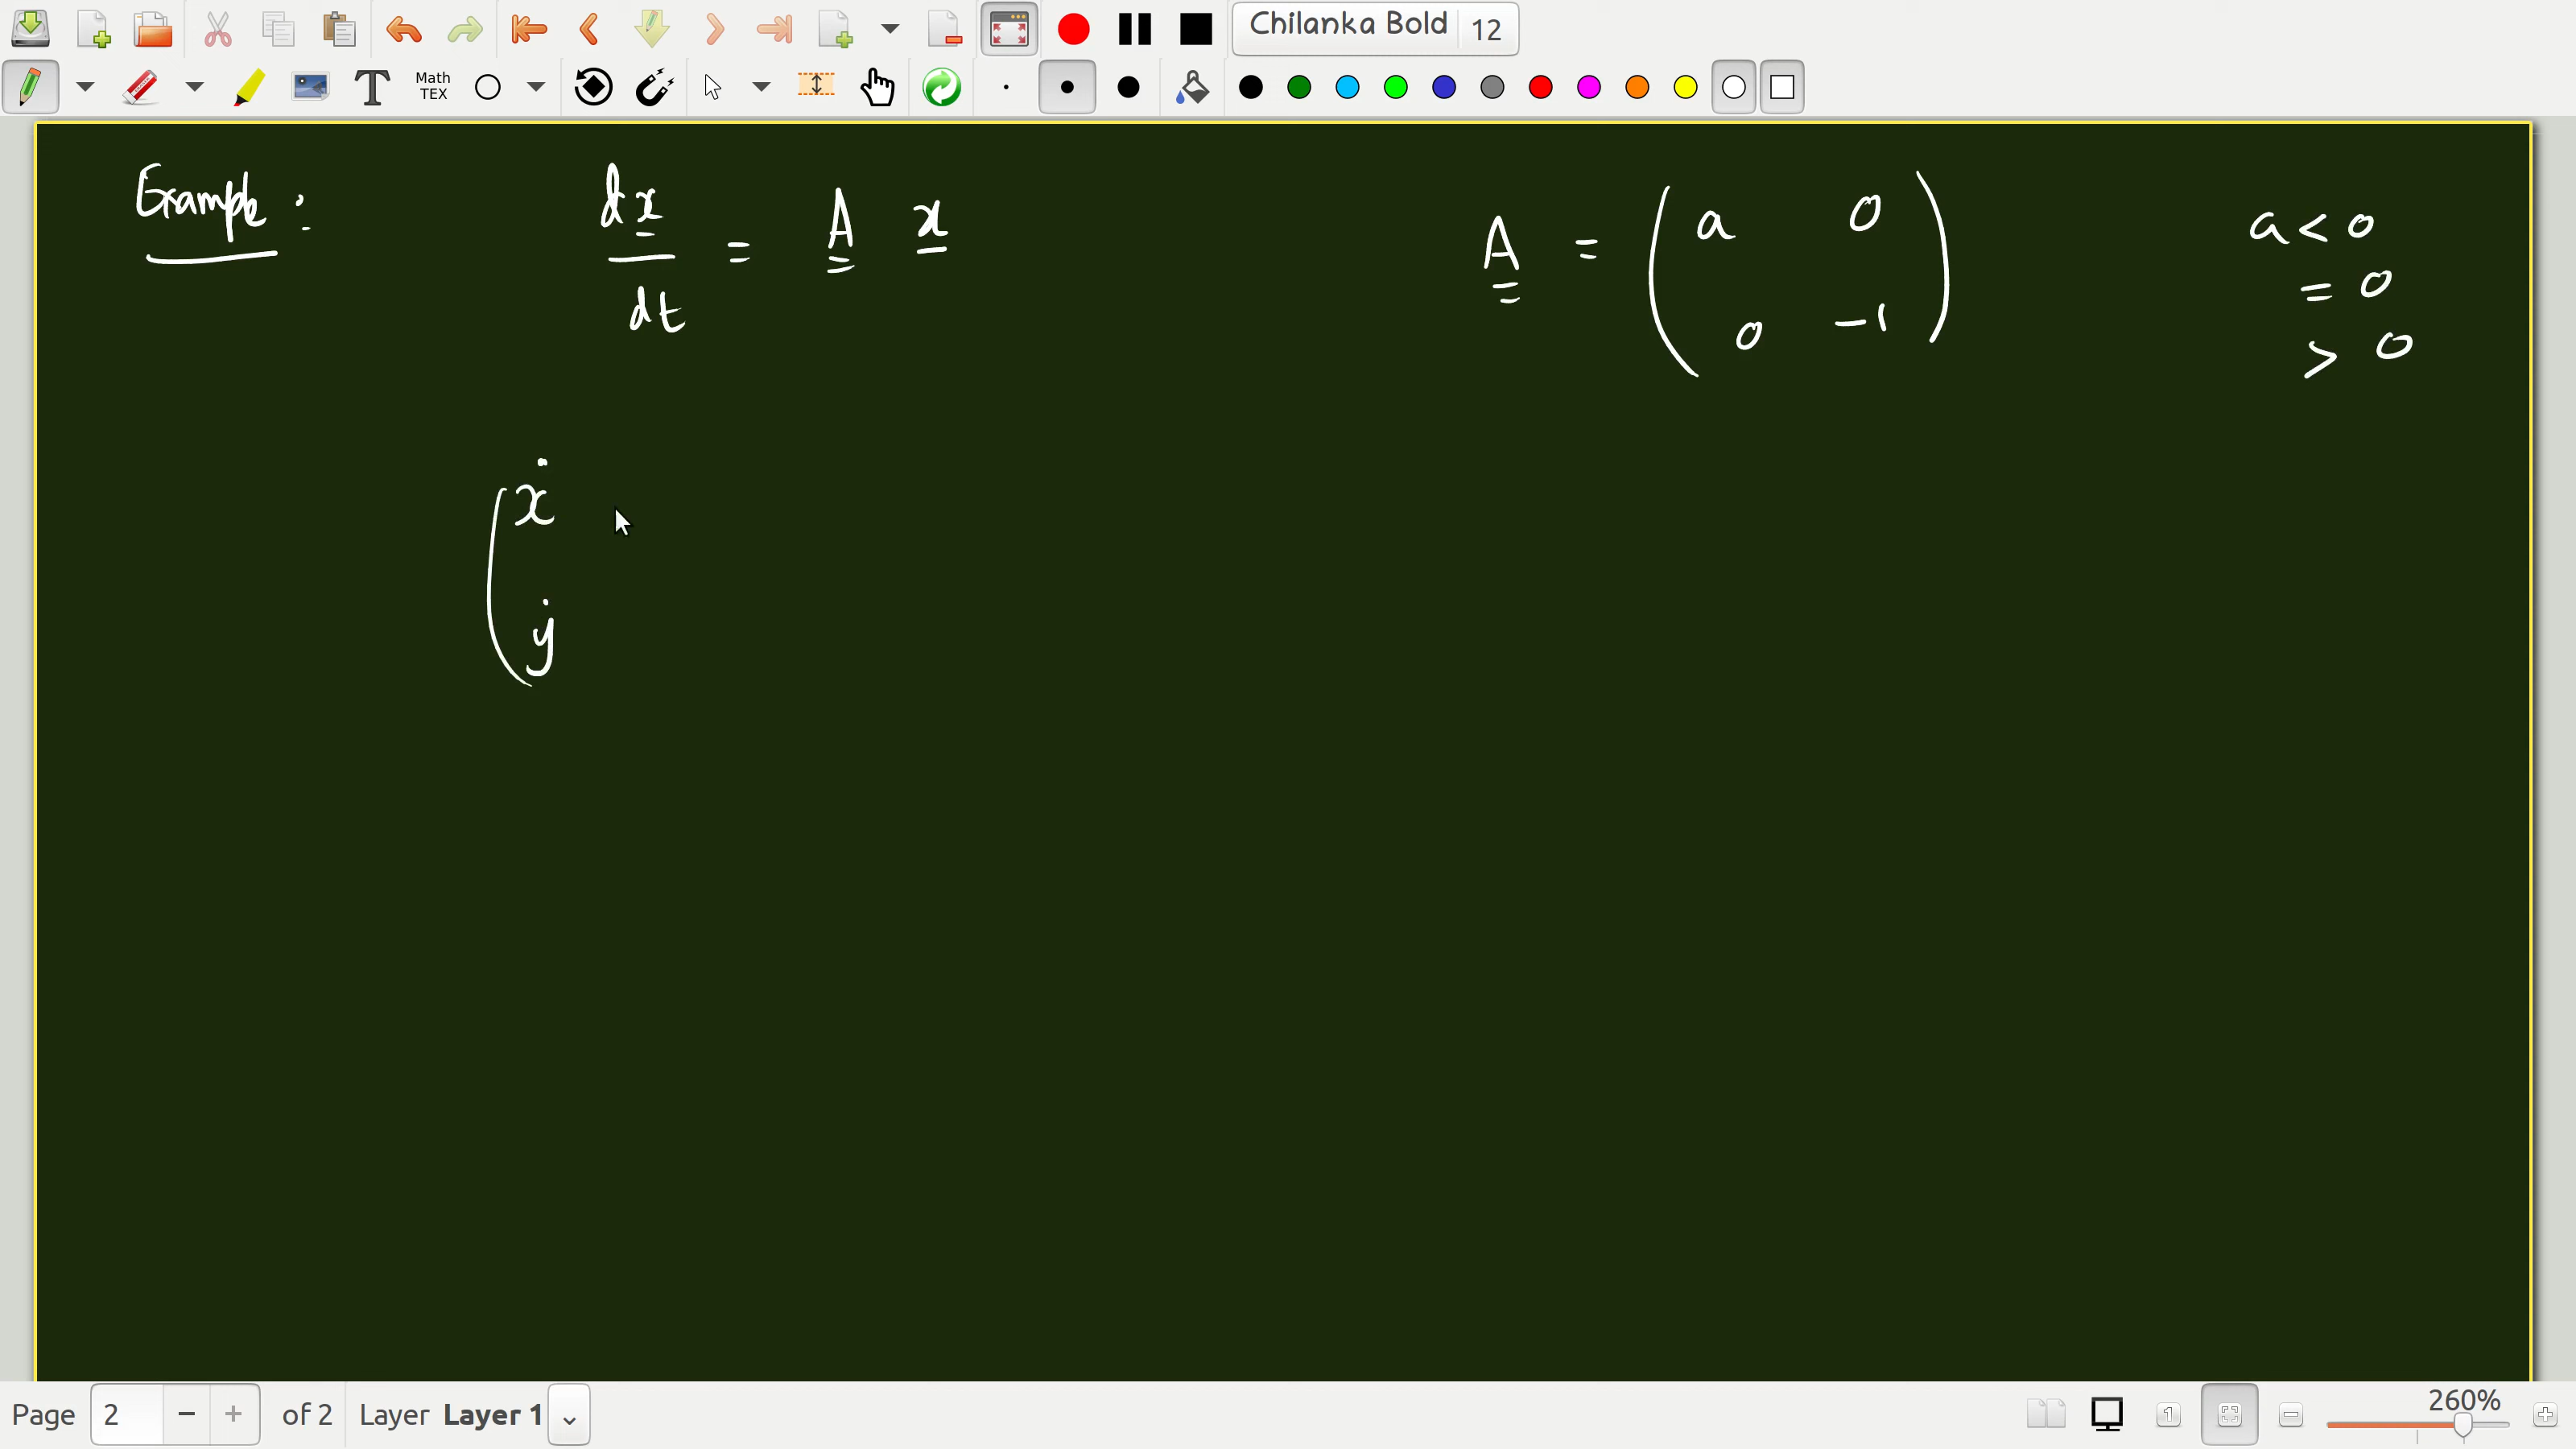 Chilanka Bold 12
Math TEX
Example :
dx/dt = A x
A = ( a 0
0 -1 )
a < 0
= 0
> 0
( ẋ
ẏ
Page 2 of 2 Layer Layer 1 260%